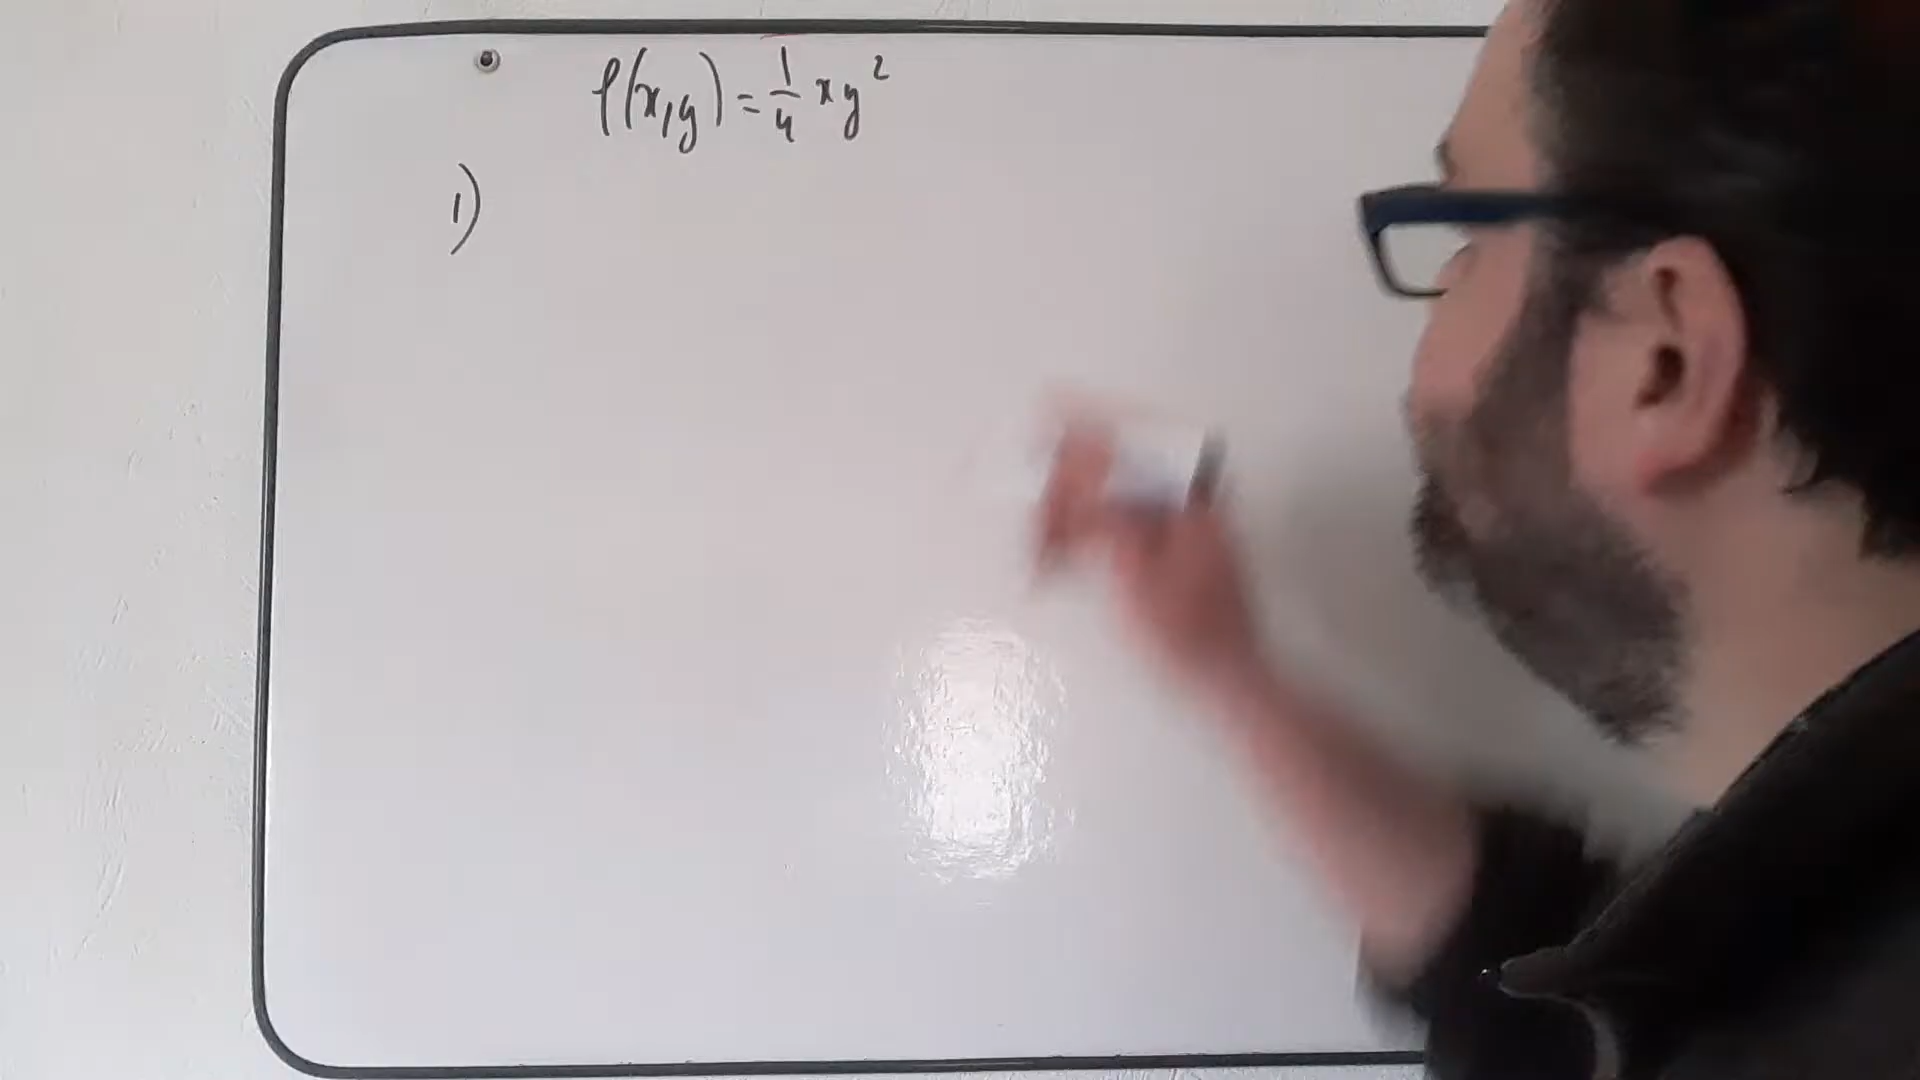 f(x,y) = 1/4 xy²
1)